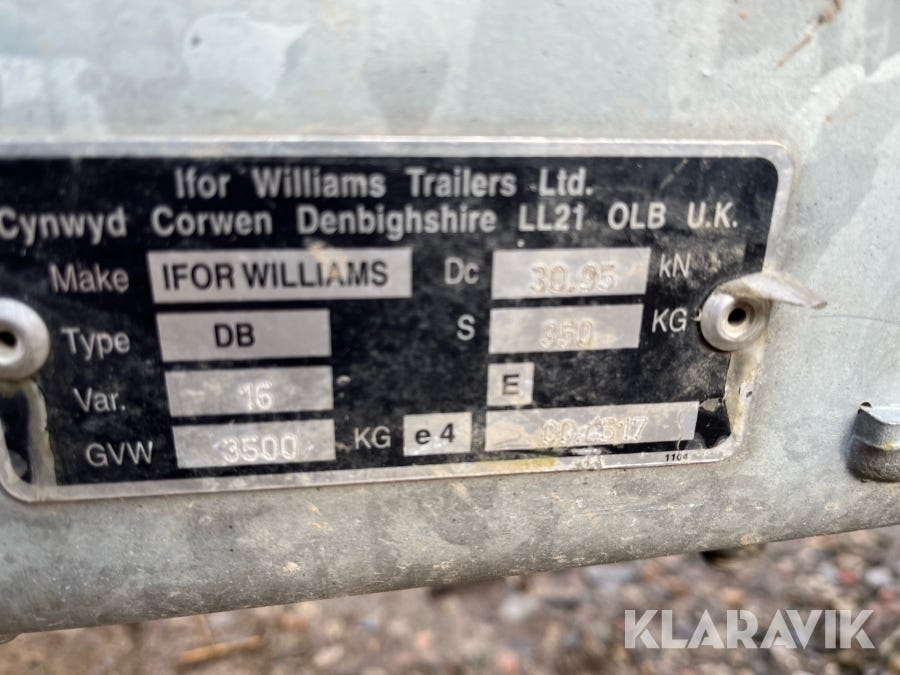 Ifor Williams Trailers Ltd.
Cynwyd Corwen Denbighshire LL21 OLB U.K.
Make IFOR WILLIAMS Dc 30.95 kN
Type DB S 350 KG
Var. 16 E
GVW 3500 KG e4
1104
KLARAVIK